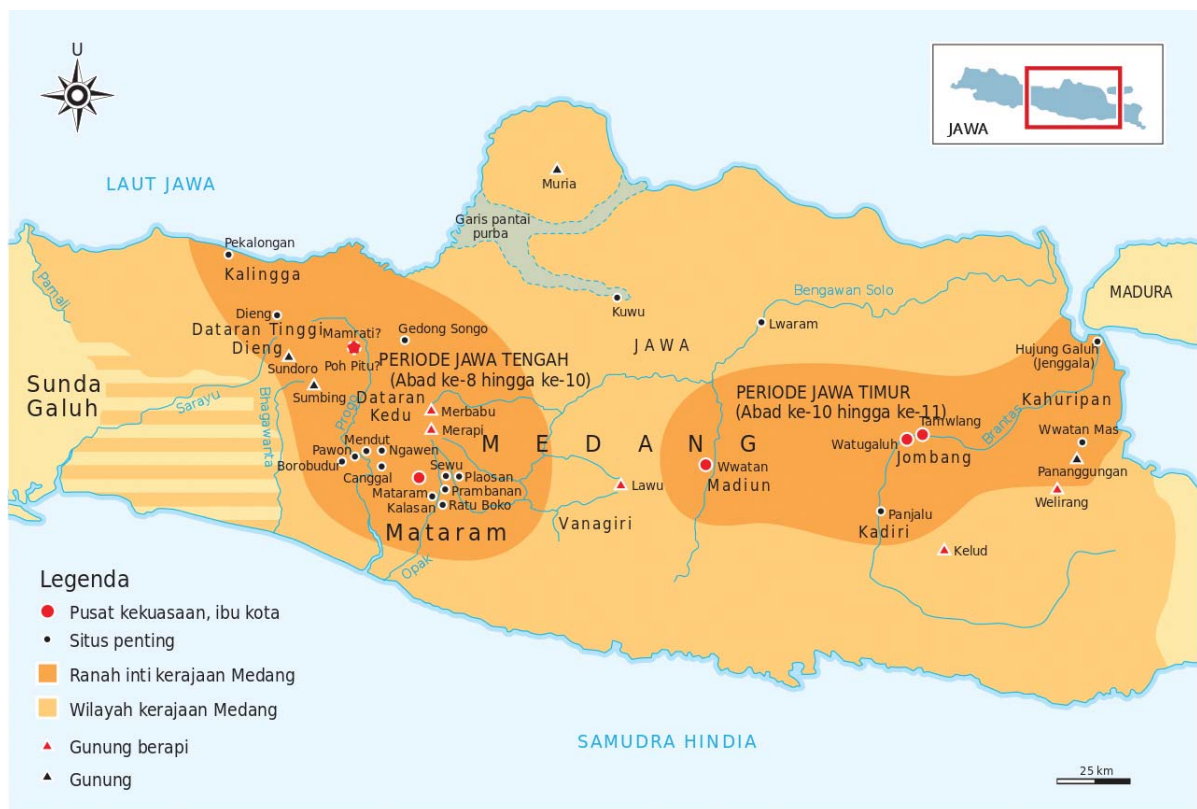 U
JAWA
LAUT JAWA
Muria
Garis pantai
purba
Pekalongan
Kalingga
Pamali
Bengawan Solo
MADURA
Kuwu
Dieng
Dataran Tinggi
Dieng
Mamrati?
Gedong Songo
Lwaram
JAWA
Hujung Galuh
(Jenggala)
Sundoro
Poh Pitu?
PERIODE JAWA TENGAH
(Abad ke-8 hingga ke-10)
Sunda
Galuh
Sarayu
Sumbing
Bhagawanta
Progo
Dataran
Kedu
Merbabu
Merapi
PERIODE JAWA TIMUR
(Abad ke-10 hingga ke-11)
Kahuripan
Tamwlang
Brantas
Watugaluh
Jombang
Wwatan Mas
Pananggungan
Welirang
MEDANG
Mendut
Pawon
Ngawen
Borobudur
Canggal
Sewu
Plaosan
Mataram
Prambanan
Kalasan
Ratu Boko
Mataram
Opak
Lawu
Vanagiri
Wwatan
Madiun
Panjalu
Kadiri
Kelud
Legenda
Pusat kekuasaan, ibu kota
Situs penting
Ranah inti kerajaan Medang
Wilayah kerajaan Medang
Gunung berapi
Gunung
SAMUDRA HINDIA
25 km